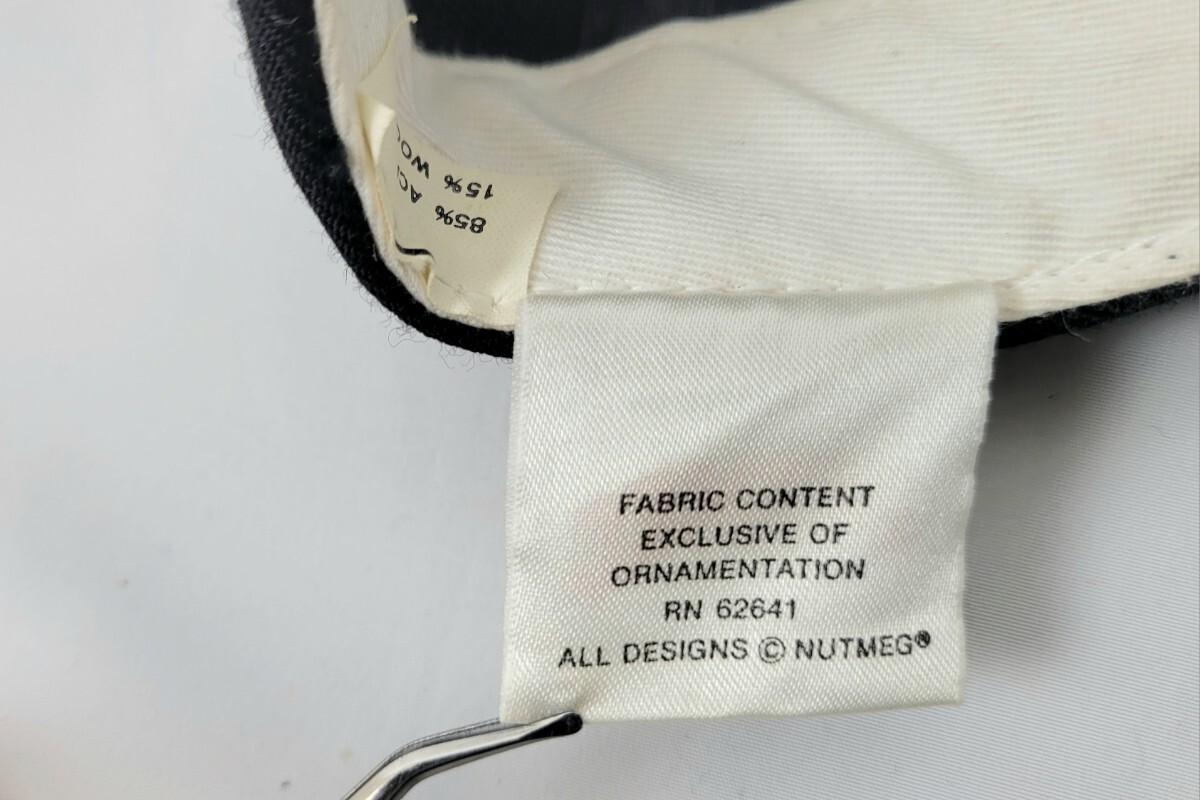 85% AC
15% WO
FABRIC CONTENT
EXCLUSIVE OF
ORNAMENTATION
RN 62641
ALL DESIGNS © NUTMEG®